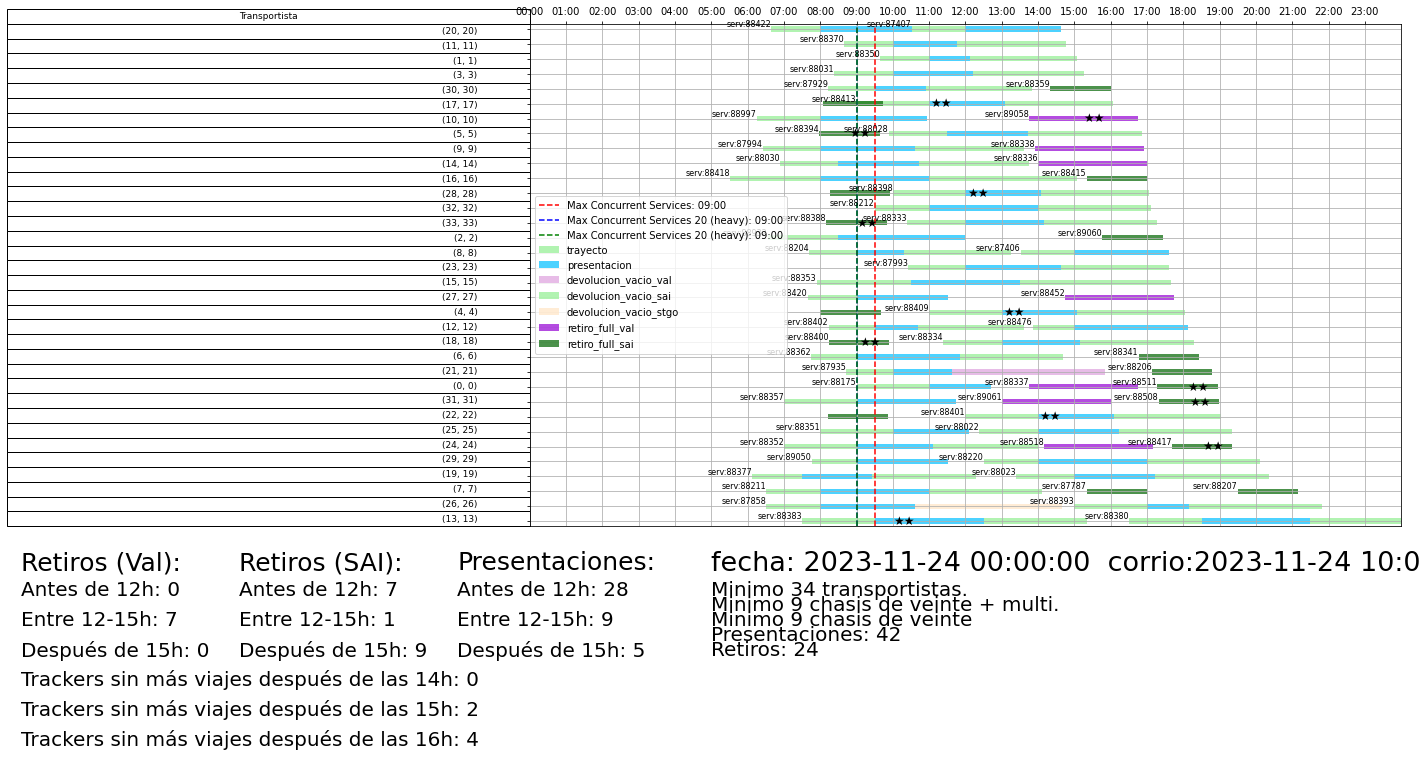 Transportista
00:00 01:00 02:00 03:00 04:00 05:00 06:00 07:00 08:00 09:00 10:00 11:00 12:00 13:00 14:00 15:00 16:00 17:00 18:00 19:00 20:00 21:00 22:00 23:00
(20, 20) serv:88422 serv:87407
(11, 11) serv:88370
(1, 1) serv:88350
(3, 3) serv:88031
(30, 30) serv:87929 serv:88359
(17, 17) serv:88413 ★★
(10, 10) serv:88997 serv:89058 ★★
(5, 5) serv:88394 serv:88028 ★★
(9, 9) serv:87994 serv:88338
(14, 14) serv:88030 serv:88336
(16, 16) serv:88418 serv:88415
(28, 28) serv:88398 ★★
(32, 32) serv:88212
(33, 33) serv:88388 serv:88333 ★★
(2, 2) serv:89060
(8, 8) 8204 serv:87406
(23, 23) serv:87993
(15, 15) serv:88353
(27, 27) serv:88420 serv:88452
(4, 4) serv:88409 ★★
(12, 12) serv:88402 serv:88476
(18, 18) serv:88400 serv:88334 ★★
(6, 6) serv:88362 serv:88341
(21, 21) serv:87935 serv:88206
(0, 0) serv:88175 serv:88337 serv:88511 ★★
(31, 31) serv:88357 serv:89061 serv:88508 ★★
(22, 22) serv:88401 ★★
(25, 25) serv:88351 serv:88022
(24, 24) serv:88352 serv:88518 serv:88417 ★★
(29, 29) serv:89050 serv:88220
(19, 19) serv:88377 serv:88023
(7, 7) serv:88211 serv:87787 serv:88207
(26, 26) serv:87858 serv:88393
(13, 13) serv:88383 serv:88380 ★★
Max Concurrent Services: 09:00
Max Concurrent Services 20 (heavy): 09:00
Max Concurrent Services 20 (heavy): 09:00
trayecto
presentacion
devolucion_vacio_val
devolucion_vacio_sai
devolucion_vacio_stgo
retiro_full_val
retiro_full_sai
Retiros (Val):
Antes de 12h: 0
Entre 12-15h: 7
Después de 15h: 0
Retiros (SAI):
Antes de 12h: 7
Entre 12-15h: 1
Después de 15h: 9
Presentaciones:
Antes de 12h: 28
Entre 12-15h: 9
Después de 15h: 5
Trackers sin más viajes después de las 14h: 0
Trackers sin más viajes después de las 15h: 2
Trackers sin más viajes después de las 16h: 4
fecha: 2023-11-24 00:00:00 corrio:2023-11-24 10:0
Mínimo 34 transportistas.
Mínimo 9 chasis de veinte + multi.
Mínimo 9 chasis de veinte
Presentaciones: 42
Retiros: 24